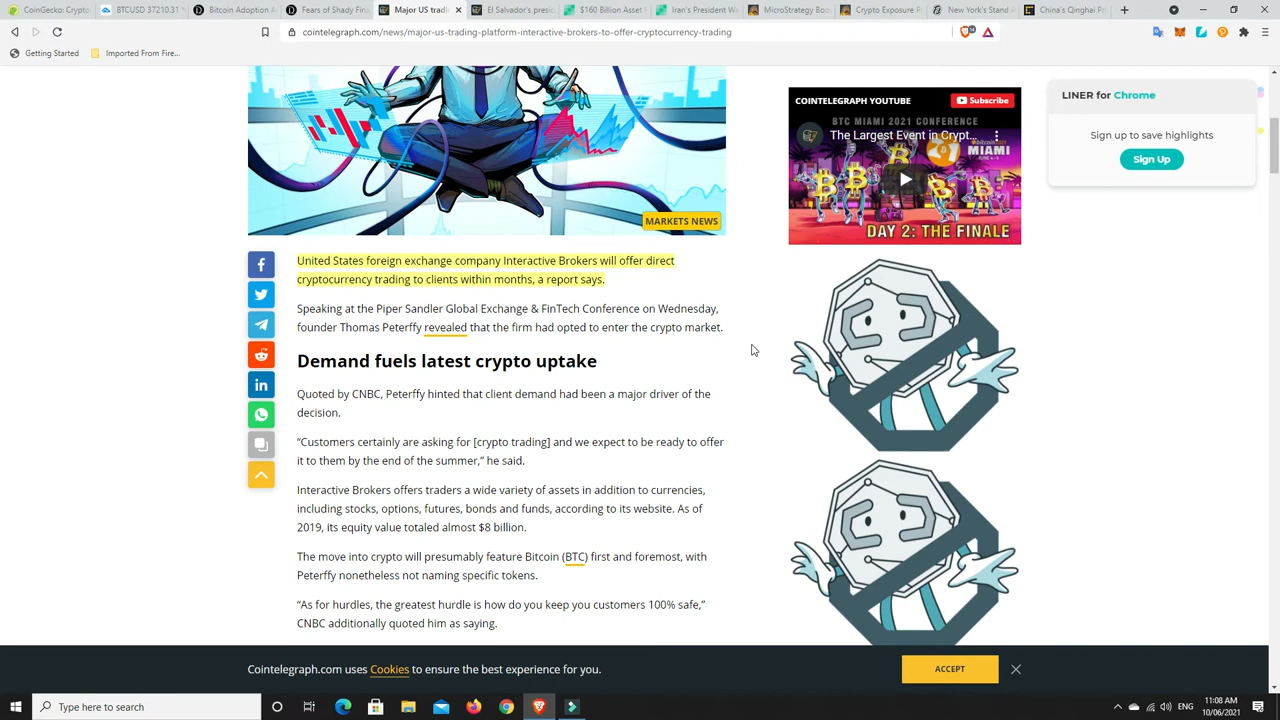 CoinGecko: Crypto
BTCUSD 37210.31
Bitcoin Adoption A
Fears of Shady Fina
Major US trading
El Salvador's presi
$160 Billion Asset
Iran's President
MicroStrategy Boo
Crypto Exposure P
New York's Stand A
China's Qinghai Pr
cointelegraph.com/news/major-us-trading-platform-interactive-brokers-to-offer-cryptocurrency-trading
Getting Started
Imported From Fire...
MARKETS NEWS
United States foreign exchange company Interactive Brokers will offer direct
cryptocurrency trading to clients within months, a report says.
Speaking at the Piper Sandler Global Exchange & FinTech Conference on Wednesday,
founder Thomas Peterffy revealed that the firm had opted to enter the crypto market.
Demand fuels latest crypto uptake
Quoted by CNBC, Peterffy hinted that client demand had been a major driver of the
decision.
“Customers certainly are asking for [crypto trading] and we expect to be ready to offer
it to them by the end of the summer,” he said.
Interactive Brokers offers traders a wide variety of assets in addition to currencies,
including stocks, options, futures, bonds and funds, according to its website. As of
2019, its equity value totaled almost $8 billion.
The move into crypto will presumably feature Bitcoin (BTC) first and foremost, with
Peterffy nonetheless not naming specific tokens.
“As for hurdles, the greatest hurdle is how do you keep you customers 100% safe,”
CNBC additionally quoted him as saying.
COINTELEGRAPH YOUTUBE
Subscribe
BTC MIAMI 2021 CONFERENCE
The Largest Event in Crypt...
MIAMI
DAY 2: THE FINALE
LINER for Chrome
Sign up to save highlights
Sign Up
Cointelegraph.com uses Cookies to ensure the best experience for you.
ACCEPT
Type here to search
ENG
11:08 AM
10/06/2021